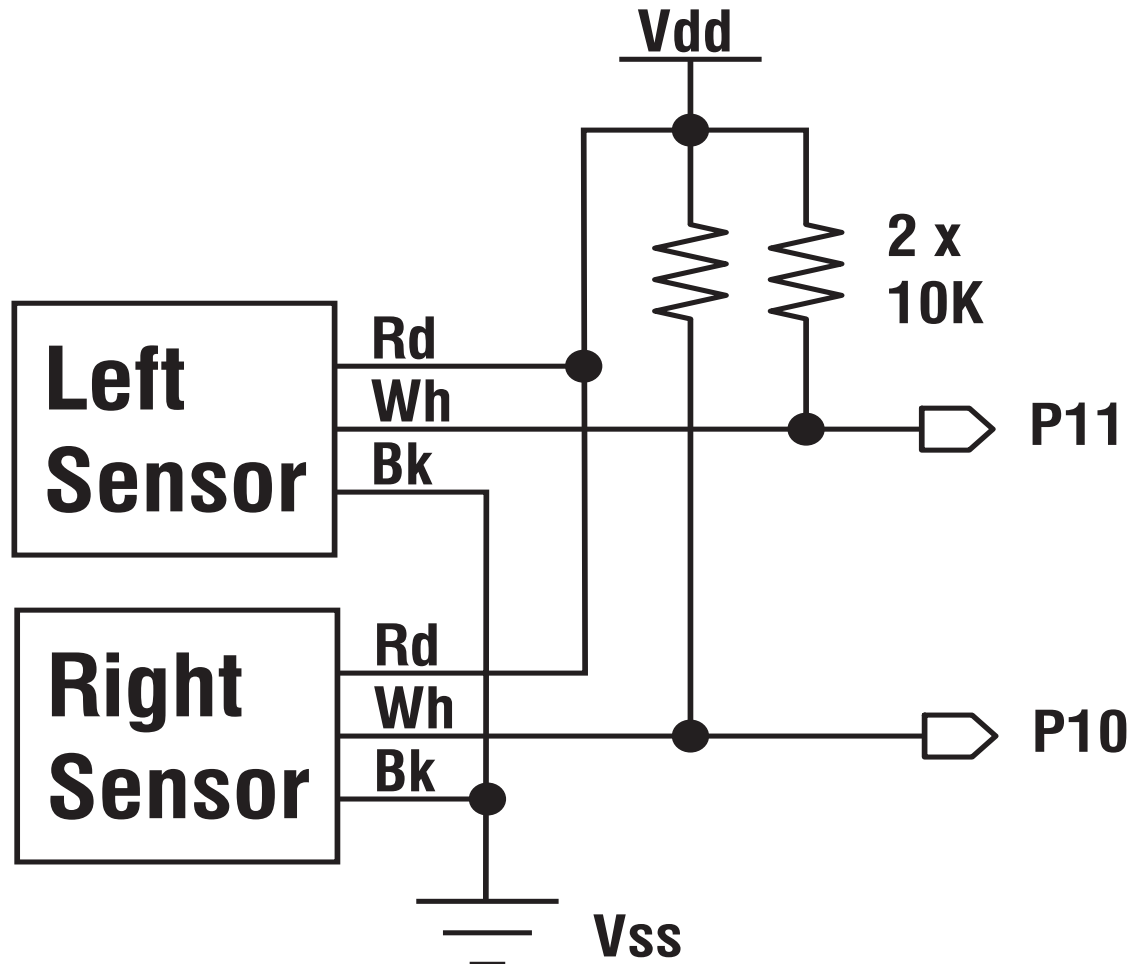 Vdd
2 x
10K
Left
Sensor
Rd
Wh
Bk
P11
Right
Sensor
Rd
Wh
Bk
P10
Vss